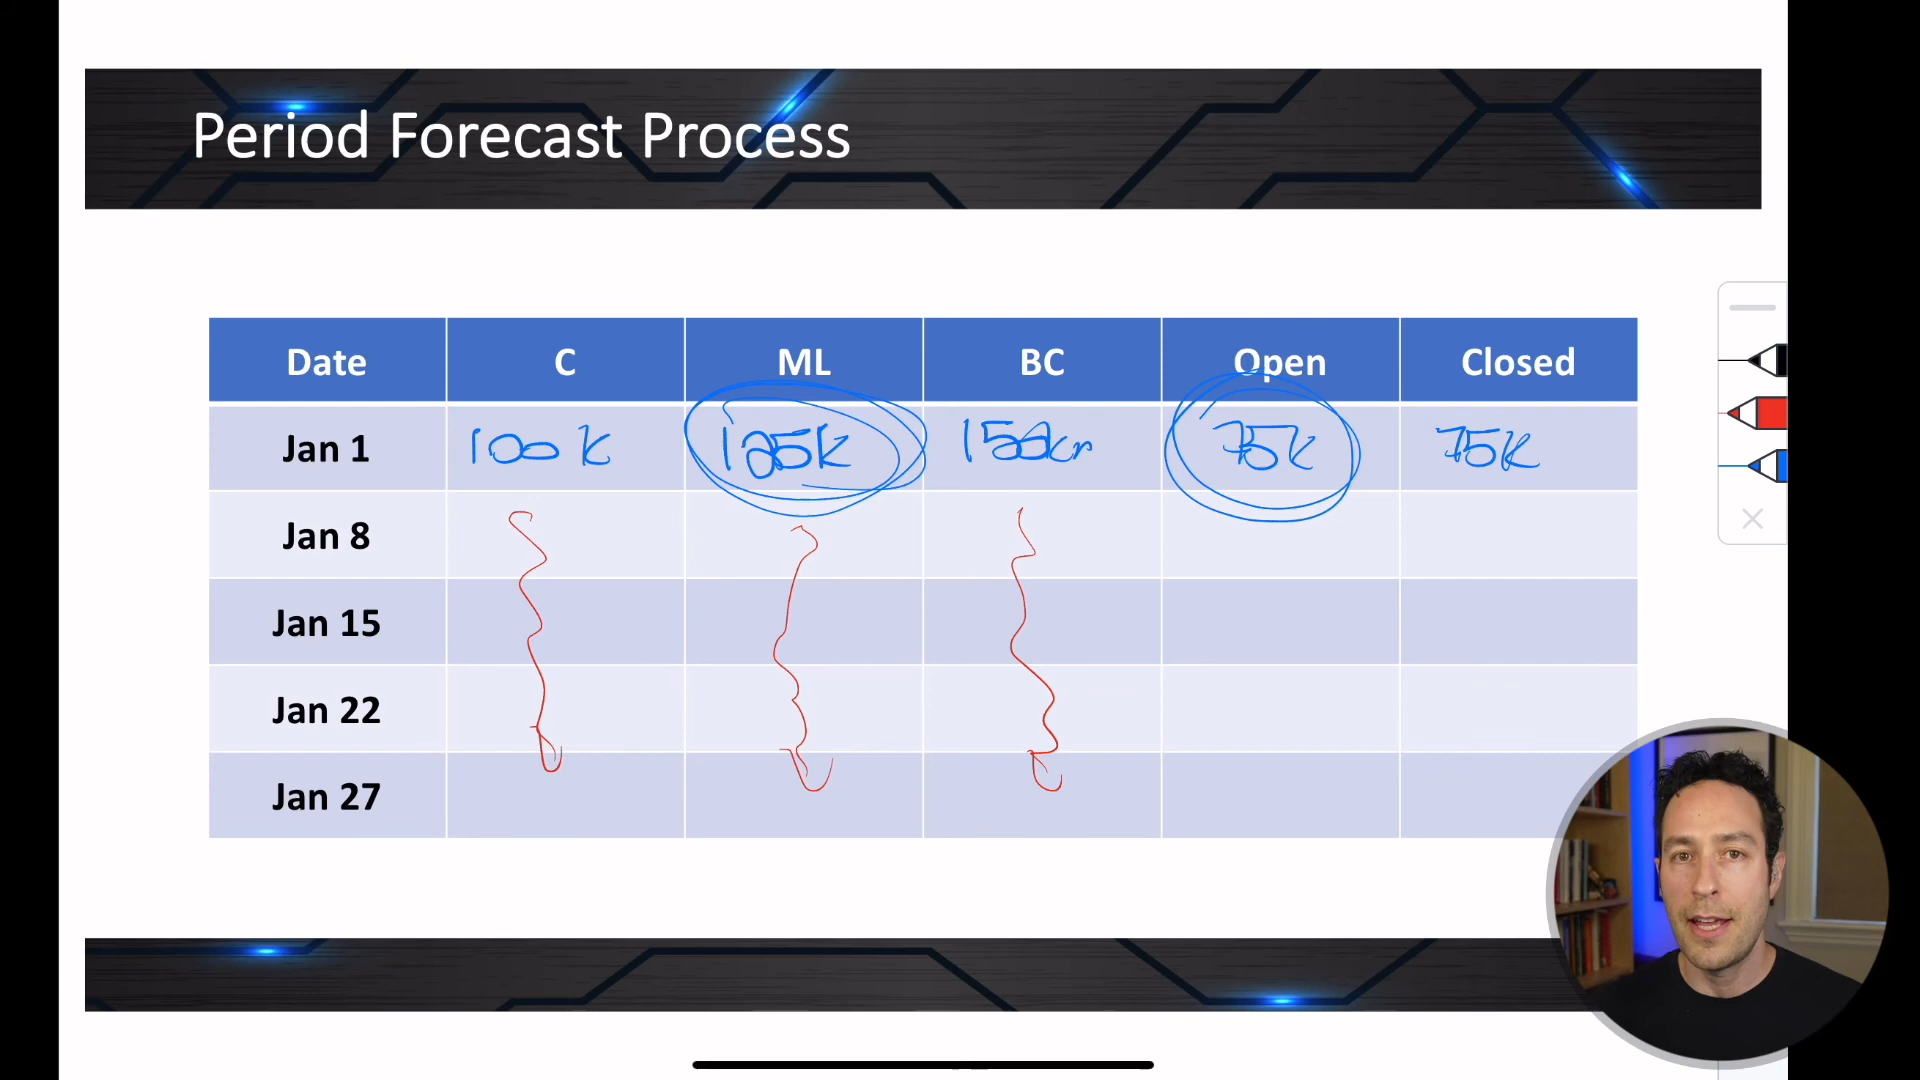 Period Forecast Process
Date C ML BC Open Closed
Jan 1 100k 125k 150k 75k 75k
Jan 8
Jan 15
Jan 22
Jan 27